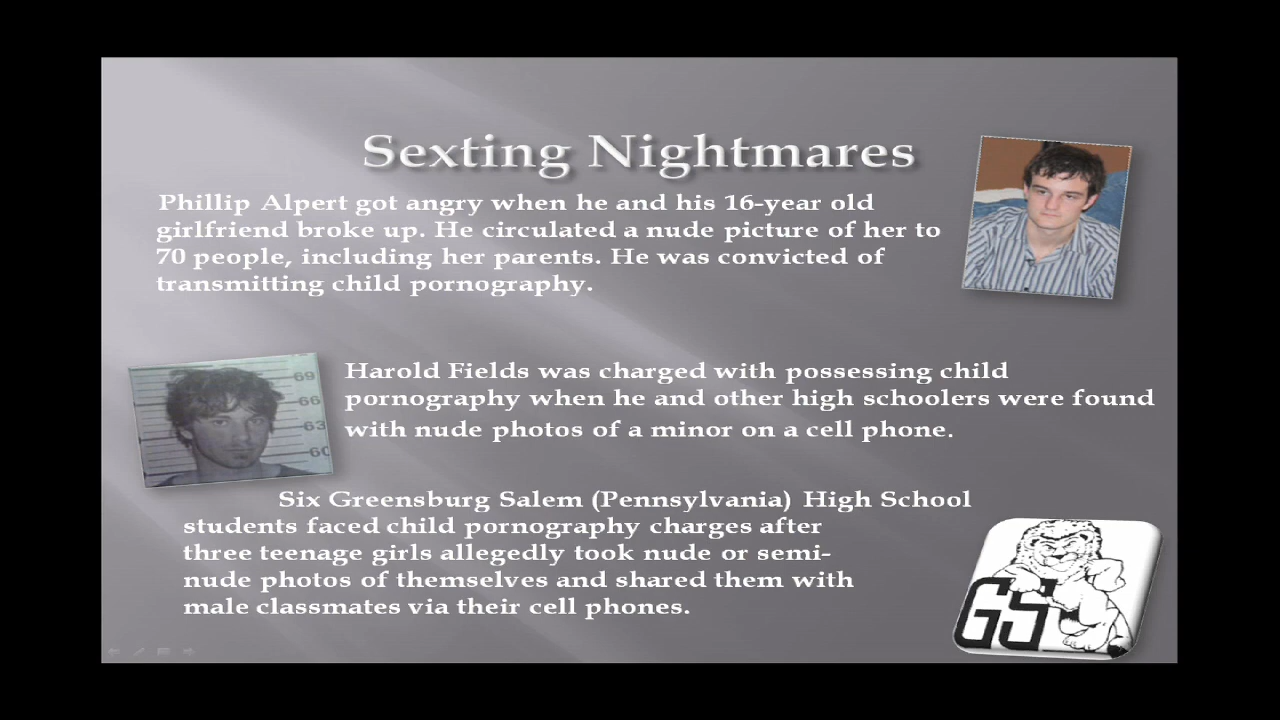 Sexting Nightmares
Phillip Alpert got angry when he and his 16-year old
girlfriend broke up. He circulated a nude picture of her to
70 people, including her parents. He was convicted of
transmitting child pornography.
Harold Fields was charged with possessing child
pornography when he and other high schoolers were found
with nude photos of a minor on a cell phone.
69
66
63
60
Six Greensburg Salem (Pennsylvania) High School
students faced child pornography charges after
three teenage girls allegedly took nude or semi-
nude photos of themselves and shared them with
male classmates via their cell phones.
GS